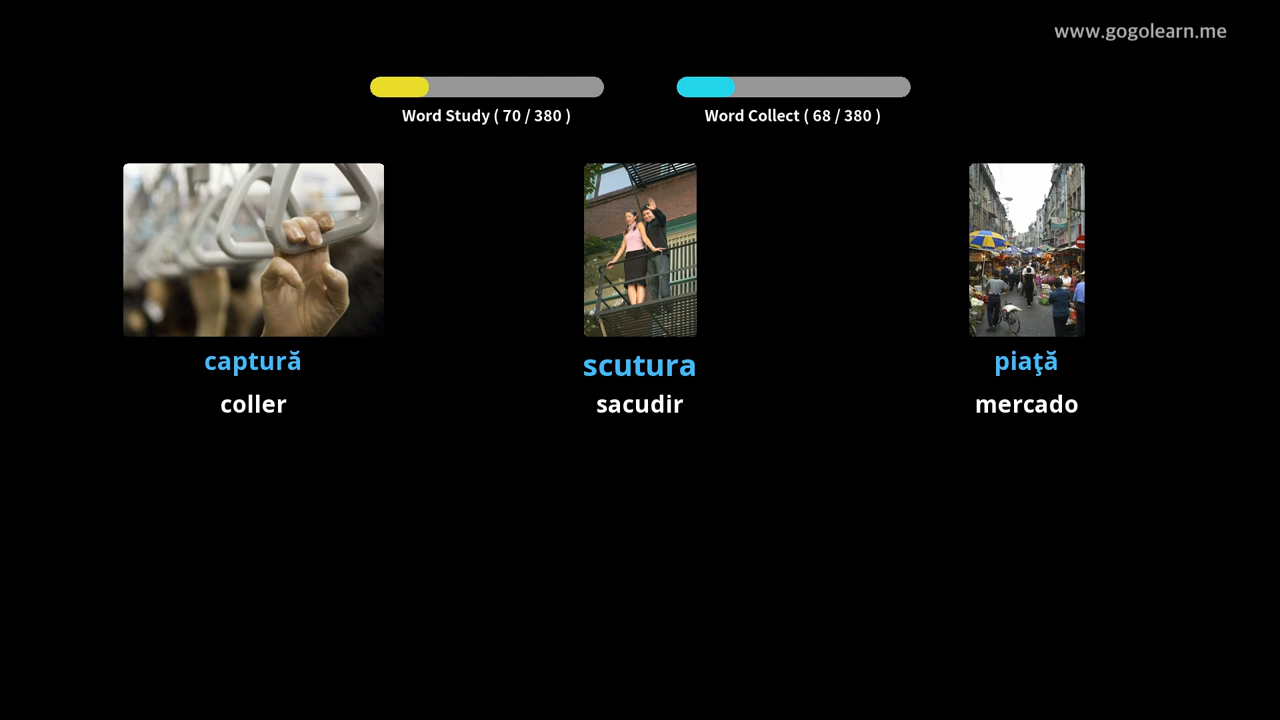 www.gogolearn.me
Word Study ( 70 / 380 )
Word Collect ( 68 / 380 )
captură
scutura
piaţă
coller
sacudir
mercado